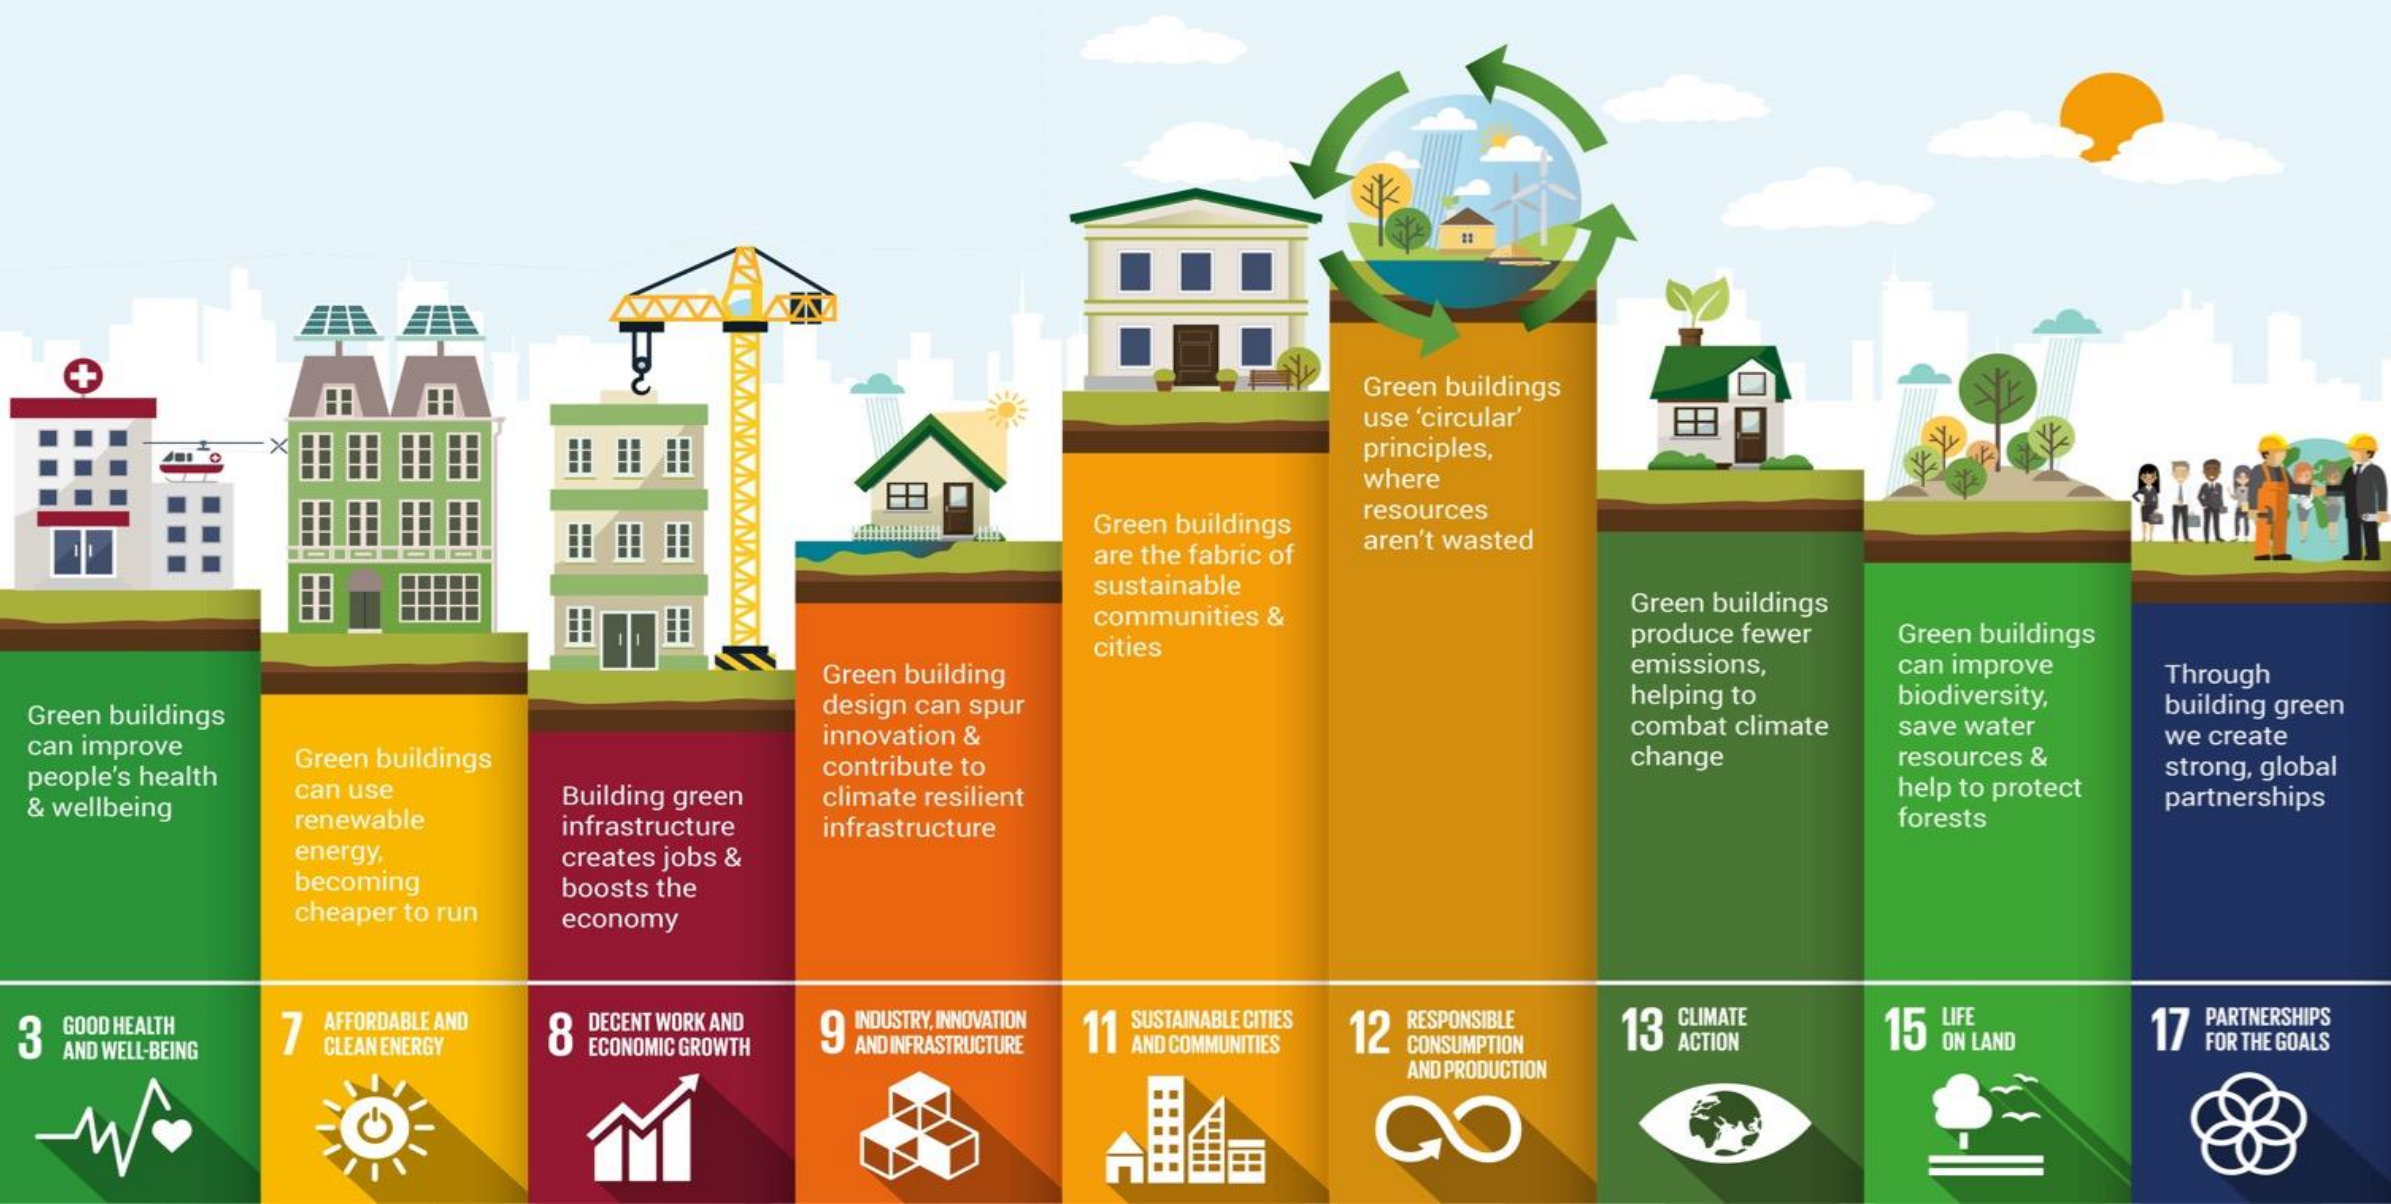 Green buildings
can improve
people's health
& wellbeing
3
GOOD HEALTH
AND WELL-BEING
Green buildings
can use
renewable
energy,
becoming
cheaper to run
7
AFFORDABLE AND
CLEAN ENERGY
Building green
infrastructure
creates jobs &
boosts the
economy
8
DECENT WORK AND
ECONOMIC GROWTH
Green building
design can spur
innovation &
contribute to
climate resilient
infrastructure
9
INDUSTRY, INNOVATION
AND INFRASTRUCTURE
Green buildings
are the fabric of
sustainable
communities &
cities
11
SUSTAINABLE CITIES
AND COMMUNITIES
Green buildings
use ‘circular’
principles,
where
resources
aren't wasted
12
RESPONSIBLE
CONSUMPTION
AND PRODUCTION
Green buildings
produce fewer
emissions,
helping to
combat climate
change
13
CLIMATE
ACTION
Green buildings
can improve
biodiversity,
save water
resources &
help to protect
forests
15
LIFE
ON LAND
Through
building green
we create
strong, global
partnerships
17
PARTNERSHIPS
FOR THE GOALS